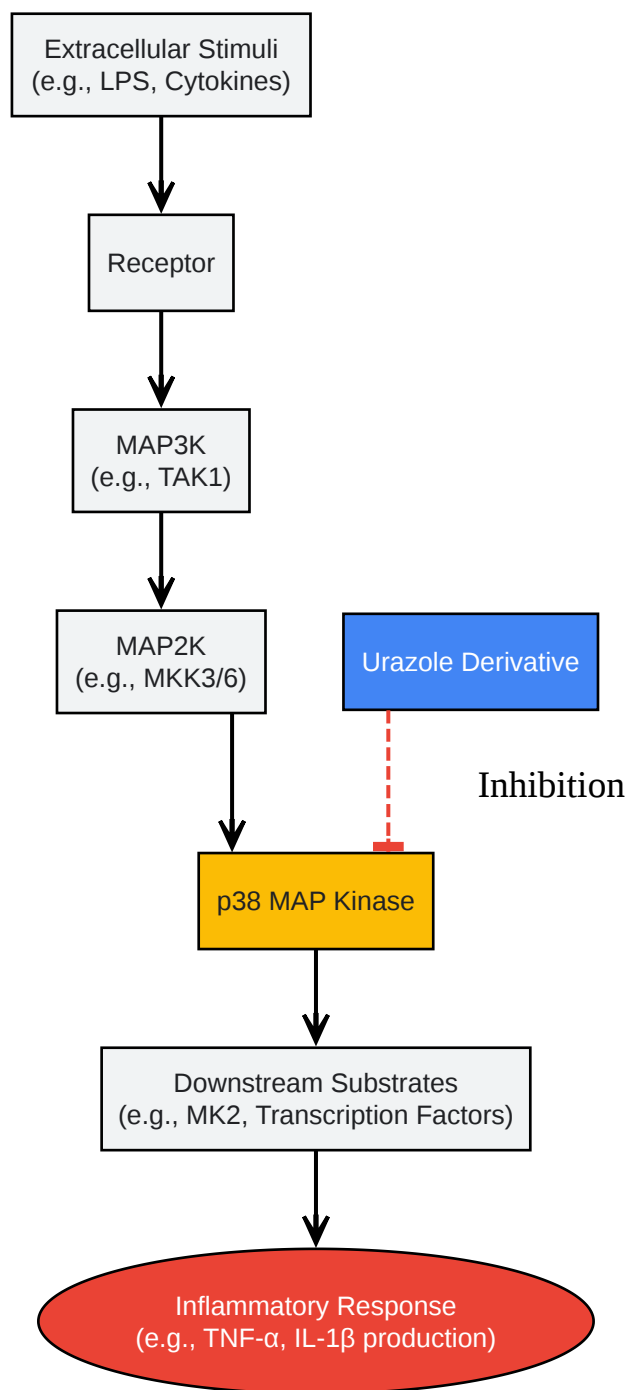 Extracellular Stimuli
(e.g., LPS, Cytokines)
Receptor
MAP3K
(e.g., TAK1)
MAP2K
(e.g., MKK3/6)
Urazole Derivative
Inhibition
p38 MAP Kinase
Downstream Substrates
(e.g., MK2, Transcription Factors)
Inflammatory Response
(e.g., TNF-α, IL-1β production)